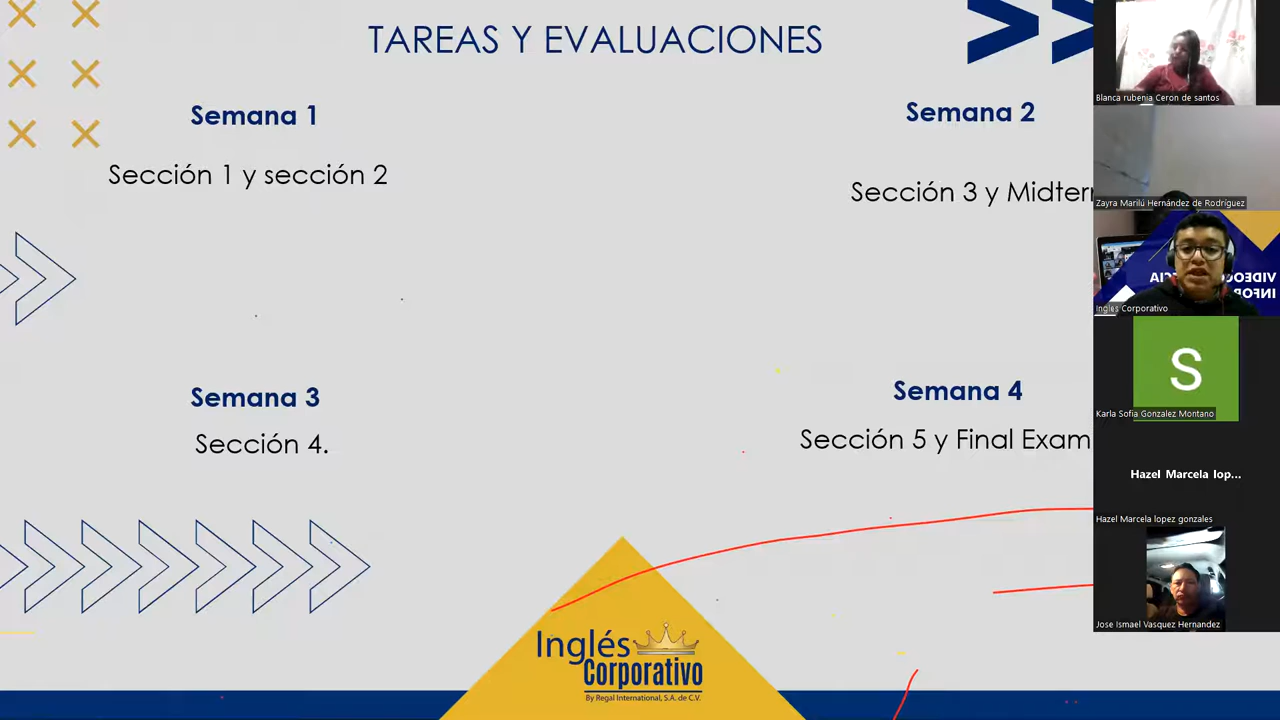 TAREAS Y EVALUACIONES
Semana 1
Sección 1 y sección 2
Semana 2
Sección 3 y Midter
Semana 3
Sección 4.
Semana 4
Sección 5 y Final Exam
Inglés
Corporativo
By Regal International, S.A. de C.V.
Blanca rubenia Ceron de santos
Zayra Marilú Hernández de Rodríguez
Inglés Corporativo
S
Karla Sofia Gonzalez Montano
Hazel Marcela lop...
Hazel Marcela lopez gonzales
Jose Ismael Vasquez Hernandez